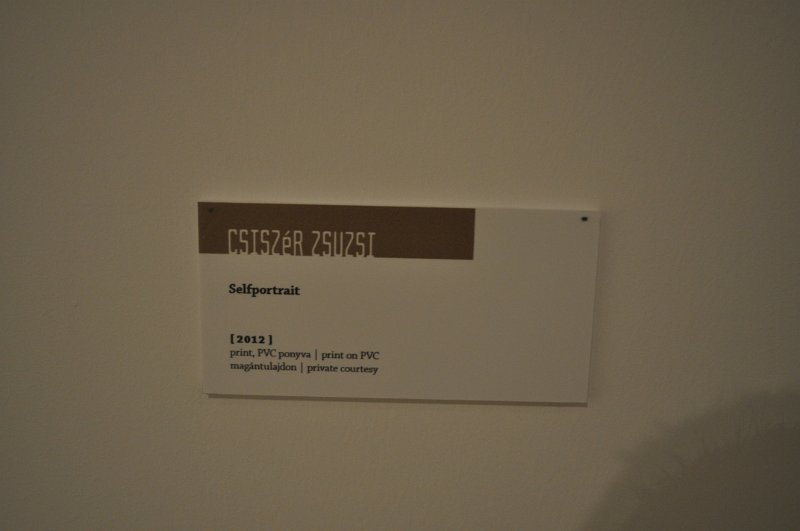 CSISZéR ZSUZSI
Selfportrait
[ 2012 ]
print, PVC ponyva | print on PVC
magántulajdon | private courtesy